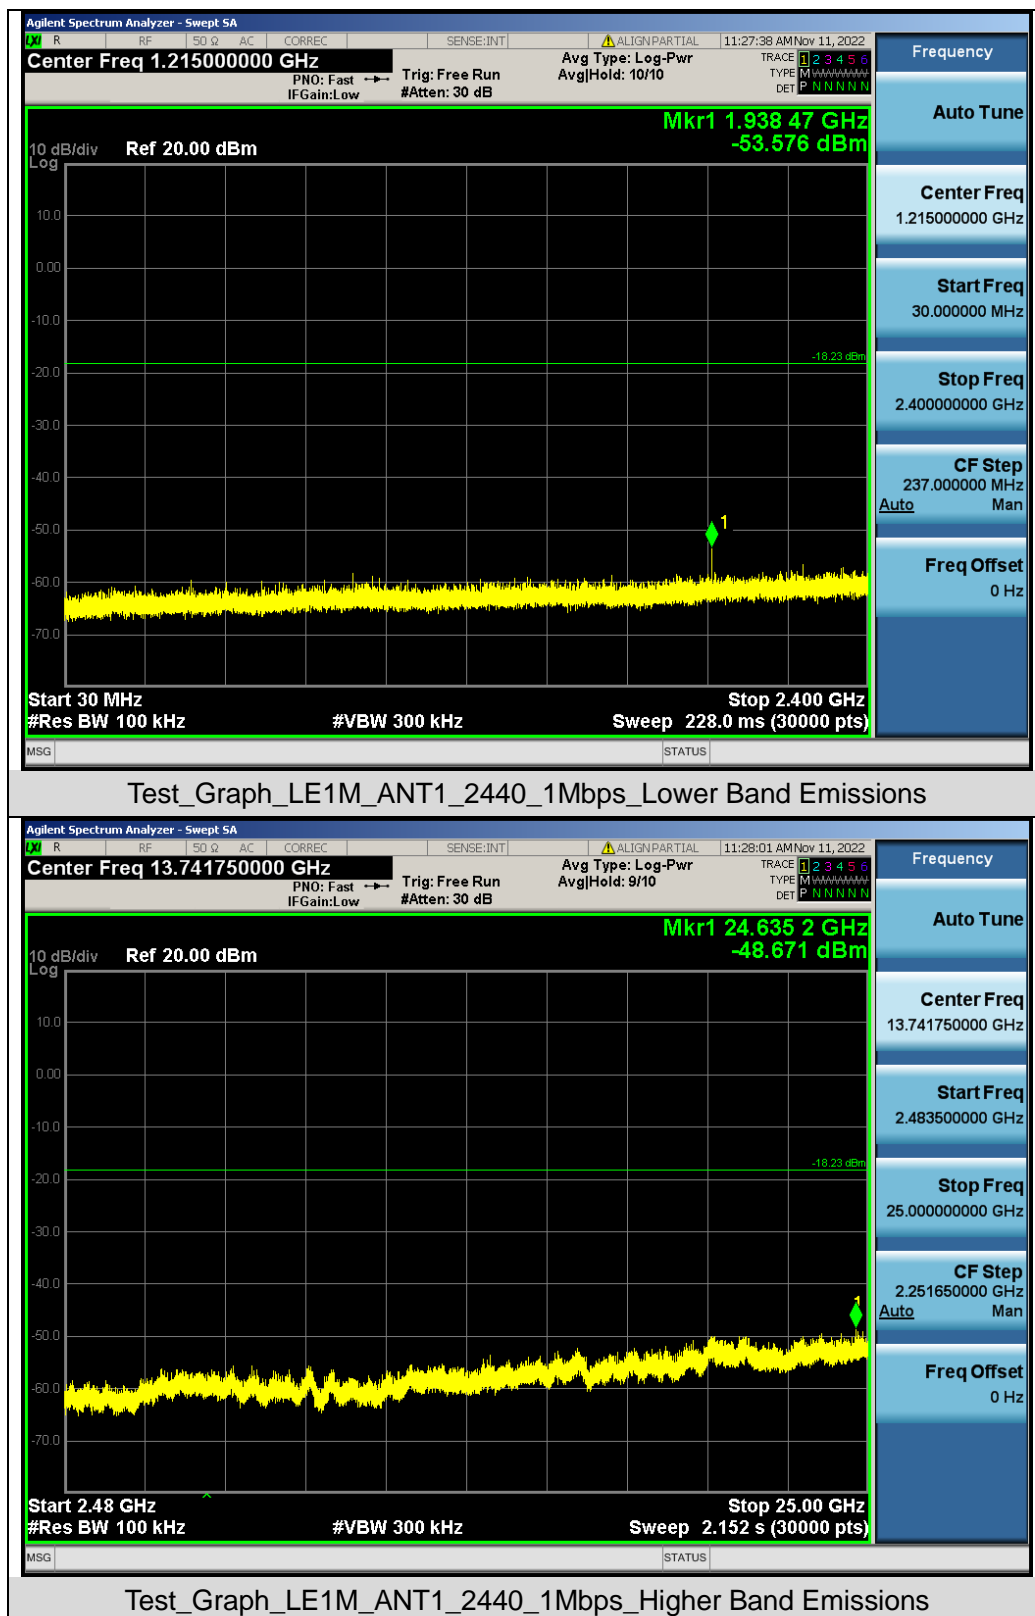 Agilent Spectrum Analyzer - Swept SA
LXI R RF 50 Ω AC CORREC SENSE:INT ALIGN PARTIAL 11:27:38 AM Nov 11, 2022
Center Freq 1.215000000 GHz
PNO: Fast
IFGain:Low
Trig: Free Run
#Atten: 30 dB
Avg Type: Log-Pwr
Avg|Hold: 10/10
TRACE 1 2 3 4 5 6
TYPE M WWWWW
DET P N N N N N
Mkr1 1.938 47 GHz
-53.576 dBm
10 dB/div
Log
Ref 20.00 dBm
10.0
0.00
-10.0
-18.23 dBm
-20.0
-30.0
-40.0
-50.0
1
-60.0
-70.0
Start 30 MHz
Stop 2.400 GHz
#Res BW 100 kHz
#VBW 300 kHz
Sweep 228.0 ms (30000 pts)
MSG
STATUS
Frequency
Auto Tune
Center Freq
1.215000000 GHz
Start Freq
30.000000 MHz
Stop Freq
2.400000000 GHz
CF Step
237.000000 MHz
Auto Man
Freq Offset
0 Hz
Test_Graph_LE1M_ANT1_2440_1Mbps_Lower Band Emissions
Agilent Spectrum Analyzer - Swept SA
LXI R RF 50 Ω AC CORREC SENSE:INT ALIGN PARTIAL 11:28:01 AM Nov 11, 2022
Center Freq 13.741750000 GHz
PNO: Fast
IFGain:Low
Trig: Free Run
#Atten: 30 dB
Avg Type: Log-Pwr
Avg|Hold: 9/10
TRACE 1 2 3 4 5 6
TYPE M WWWWW
DET P N N N N N
Mkr1 24.635 2 GHz
-48.671 dBm
10 dB/div
Log
Ref 20.00 dBm
10.0
0.00
-10.0
-18.23 dBm
-20.0
-30.0
-40.0
1
-50.0
-60.0
-70.0
Start 2.48 GHz
Stop 25.00 GHz
#Res BW 100 kHz
#VBW 300 kHz
Sweep 2.152 s (30000 pts)
MSG
STATUS
Frequency
Auto Tune
Center Freq
13.741750000 GHz
Start Freq
2.483500000 GHz
Stop Freq
25.000000000 GHz
CF Step
2.251650000 GHz
Auto Man
Freq Offset
0 Hz
Test_Graph_LE1M_ANT1_2440_1Mbps_Higher Band Emissions